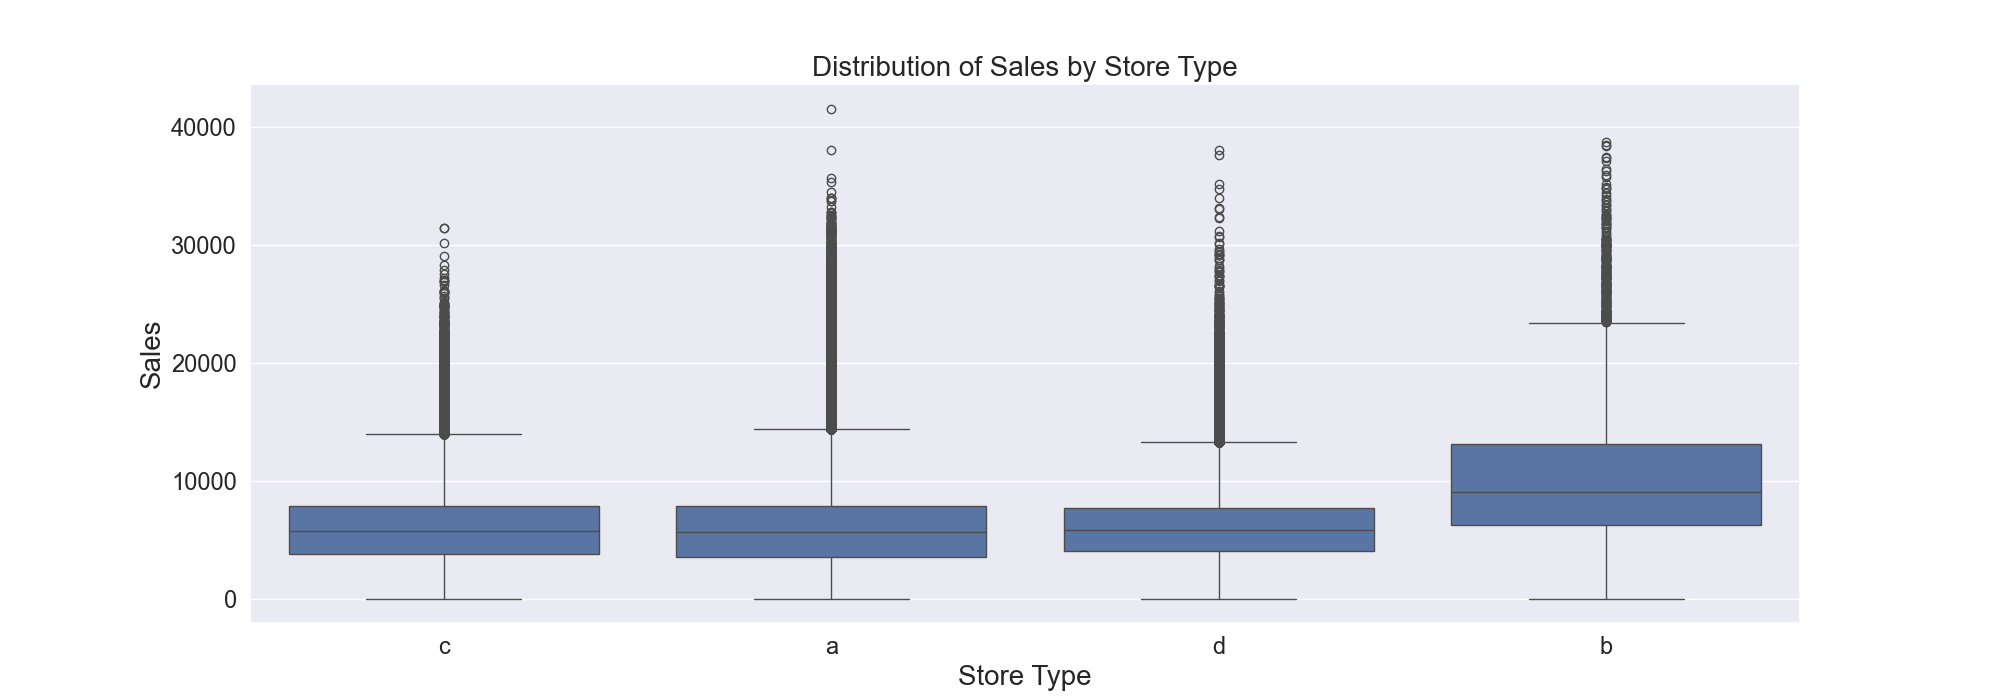 Distribution of Sales by Store Type
40000
30000
20000
10000
0
Sales
c a d b
Store Type